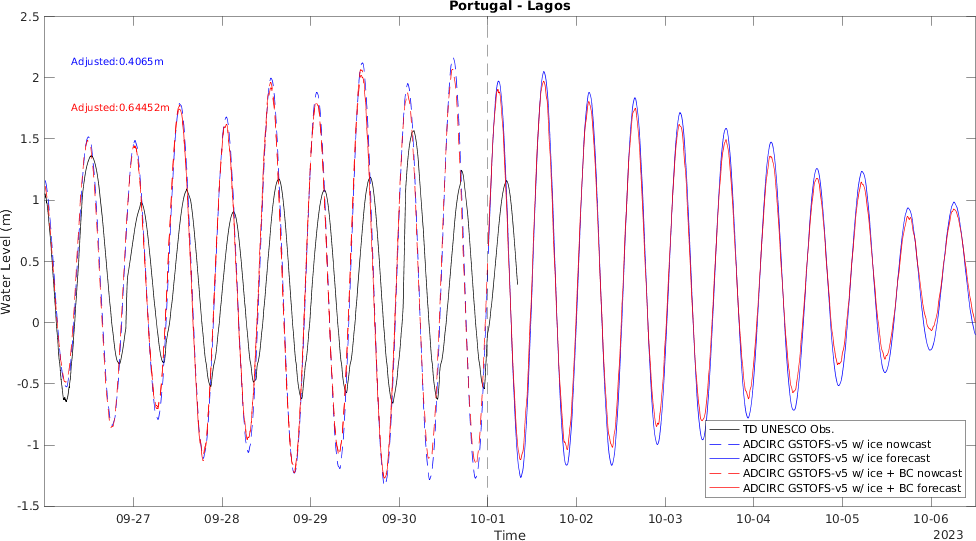 Portugal - Lagos
2.5
2
1.5
1
0.5
0
-0.5
-1
-1.5
Water Level (m)
Adjusted:0.4065m
Adjusted:0.64452m
TD UNESCO Obs.
ADCIRC GSTOFS-v5 w/ ice nowcast
ADCIRC GSTOFS-v5 w/ ice forecast
ADCIRC GSTOFS-v5 w/ ice + BC nowcast
ADCIRC GSTOFS-v5 w/ ice + BC forecast
09-27 09-28 09-29 09-30 10-01 10-02 10-03 10-04 10-05 10-06
Time
2023